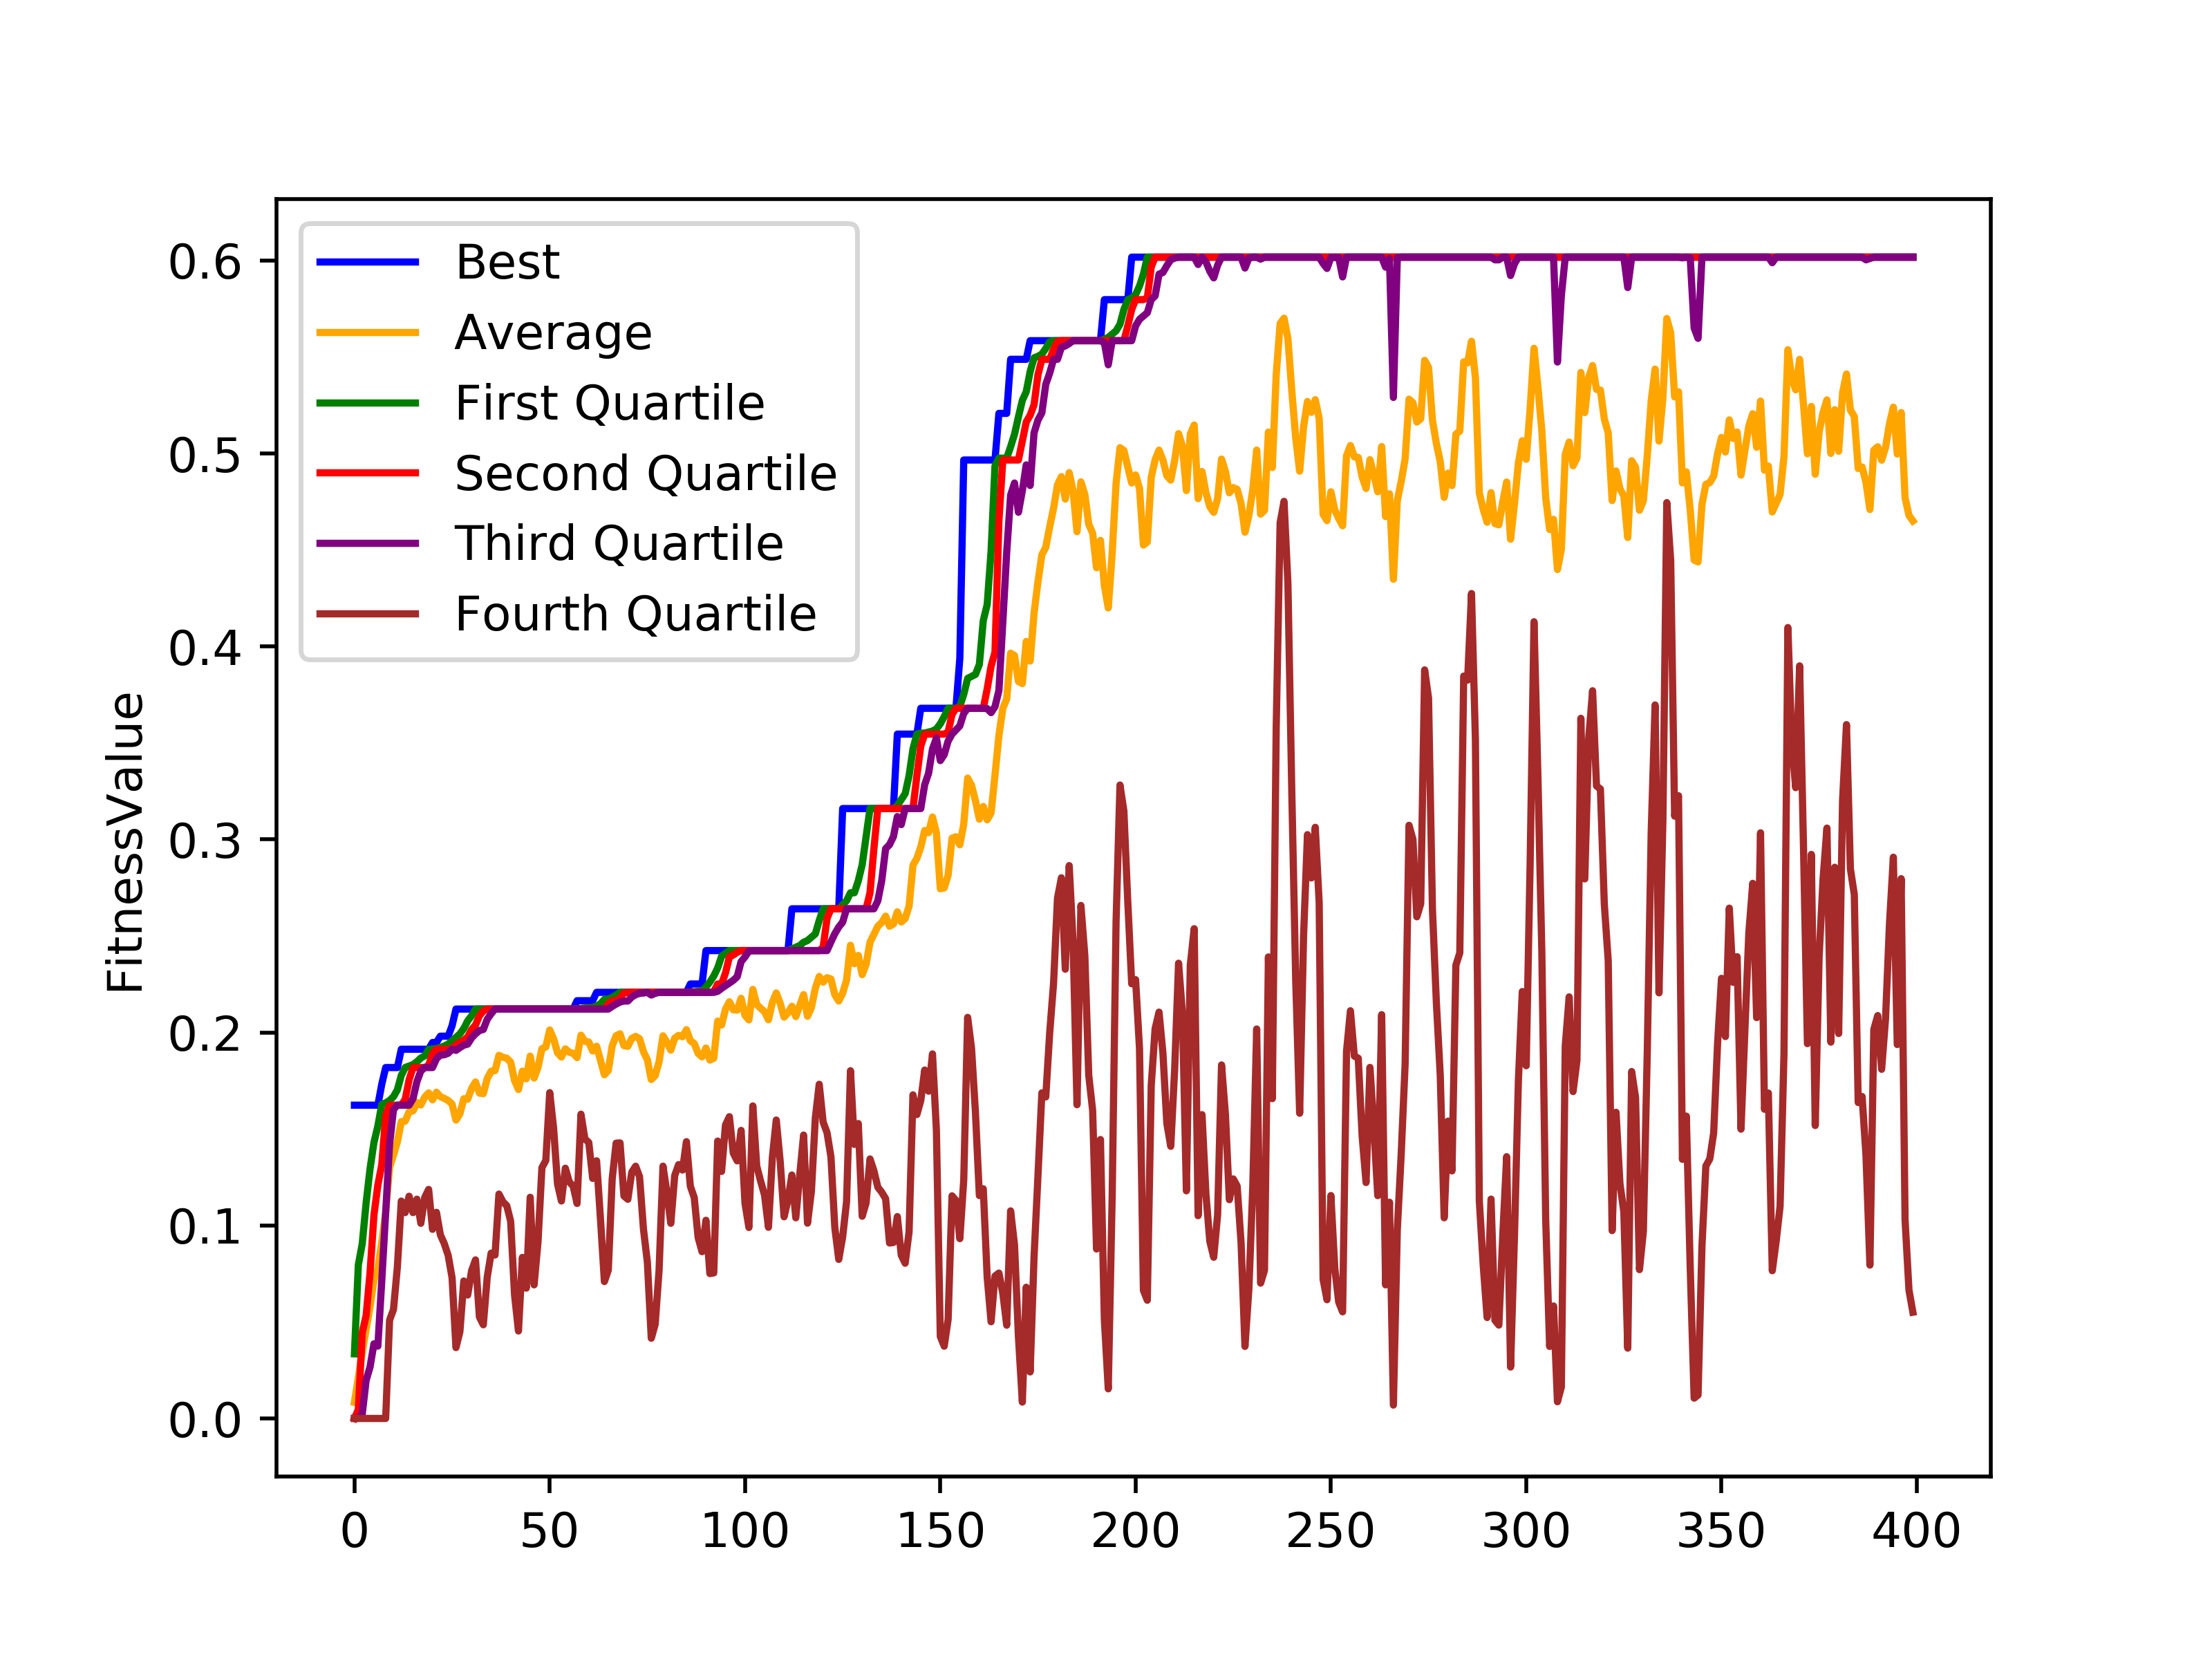 Best
Average
First Quartile
Second Quartile
Third Quartile
Fourth Quartile
FitnessValue
0.6
0.5
0.4
0.3
0.2
0.1
0.0
0 50 100 150 200 250 300 350 400